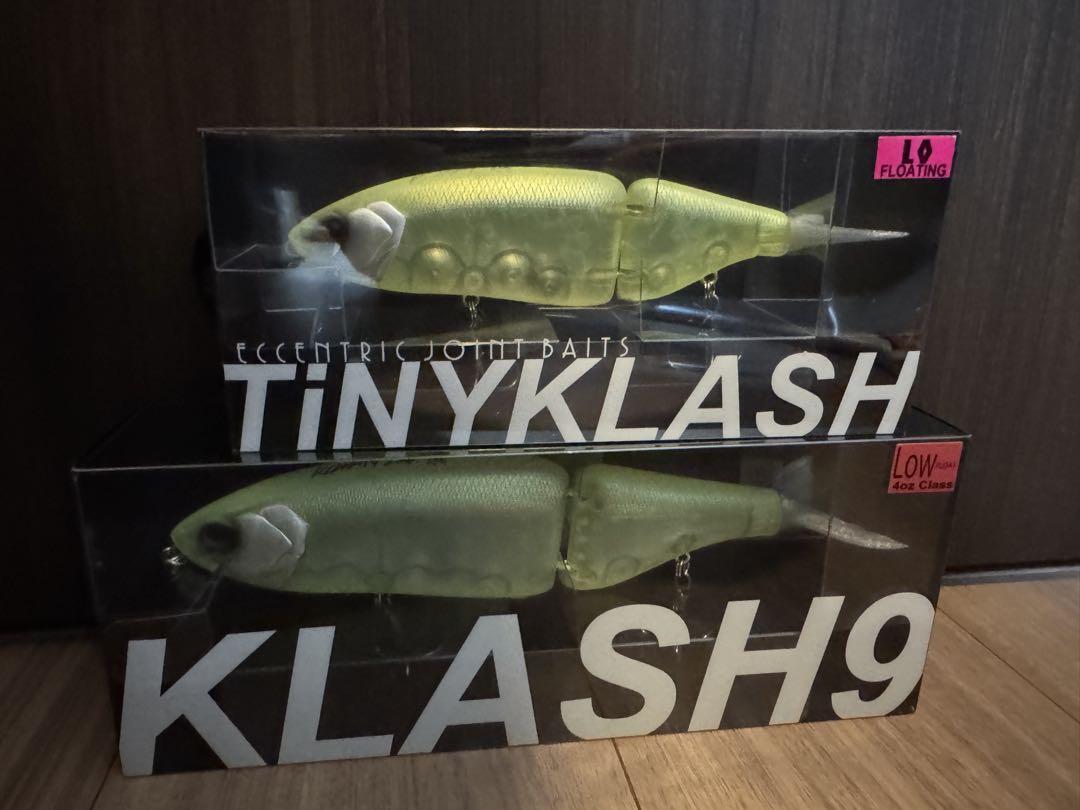 LO
FLOATING
ECCENTRIC JOINT BAITS
TiNYKLASH
LOW
4oz Class
KLASH9